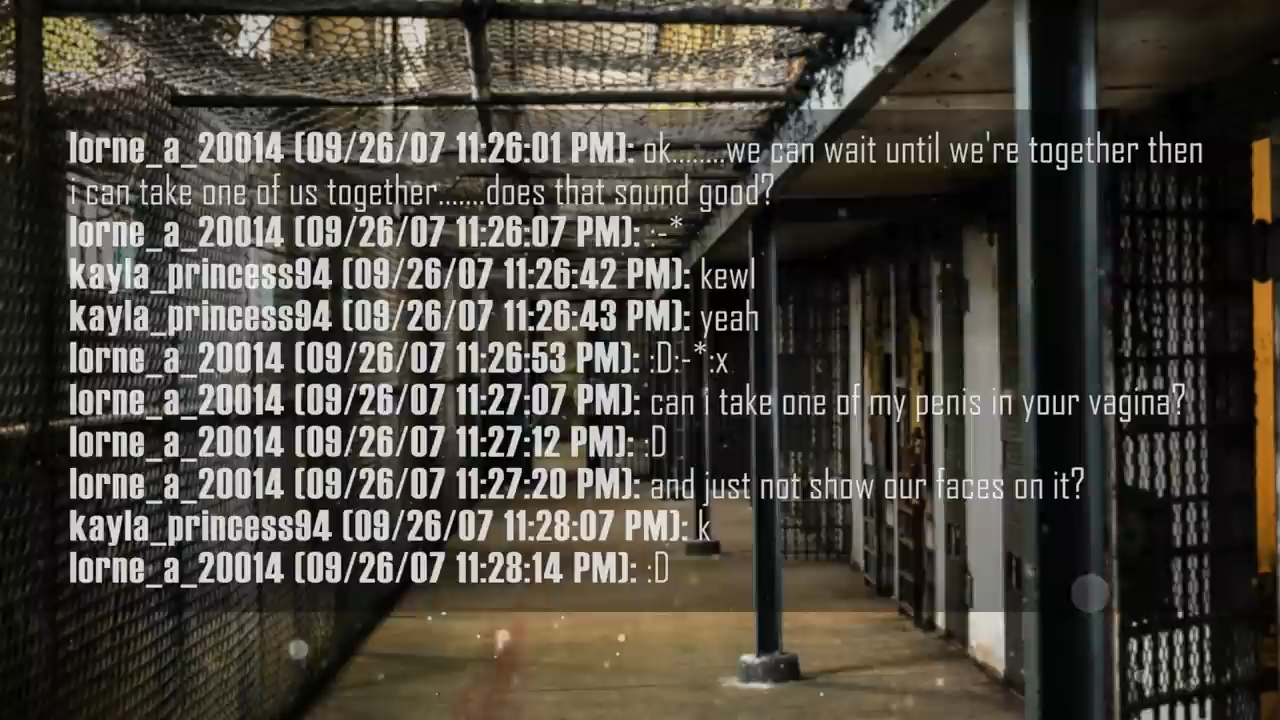 lorne_a_20014 (09/26/07 11:26:01 PM): ok........we can wait until we're together then
i can take one of us together.......does that sound good?
lorne_a_20014 (09/26/07 11:26:07 PM): :-*
kayla_princess94 (09/26/07 11:26:42 PM): kewl
kayla_princess94 (09/26/07 11:26:43 PM): yeah
lorne_a_20014 (09/26/07 11:26:53 PM): :D:-*:x
lorne_a_20014 (09/26/07 11:27:07 PM): can i take one of my penis in your vagina?
lorne_a_20014 (09/26/07 11:27:12 PM): :D
lorne_a_20014 (09/26/07 11:27:20 PM): and just not show our faces on it?
kayla_princess94 (09/26/07 11:28:07 PM): k
lorne_a_20014 (09/26/07 11:28:14 PM): :D